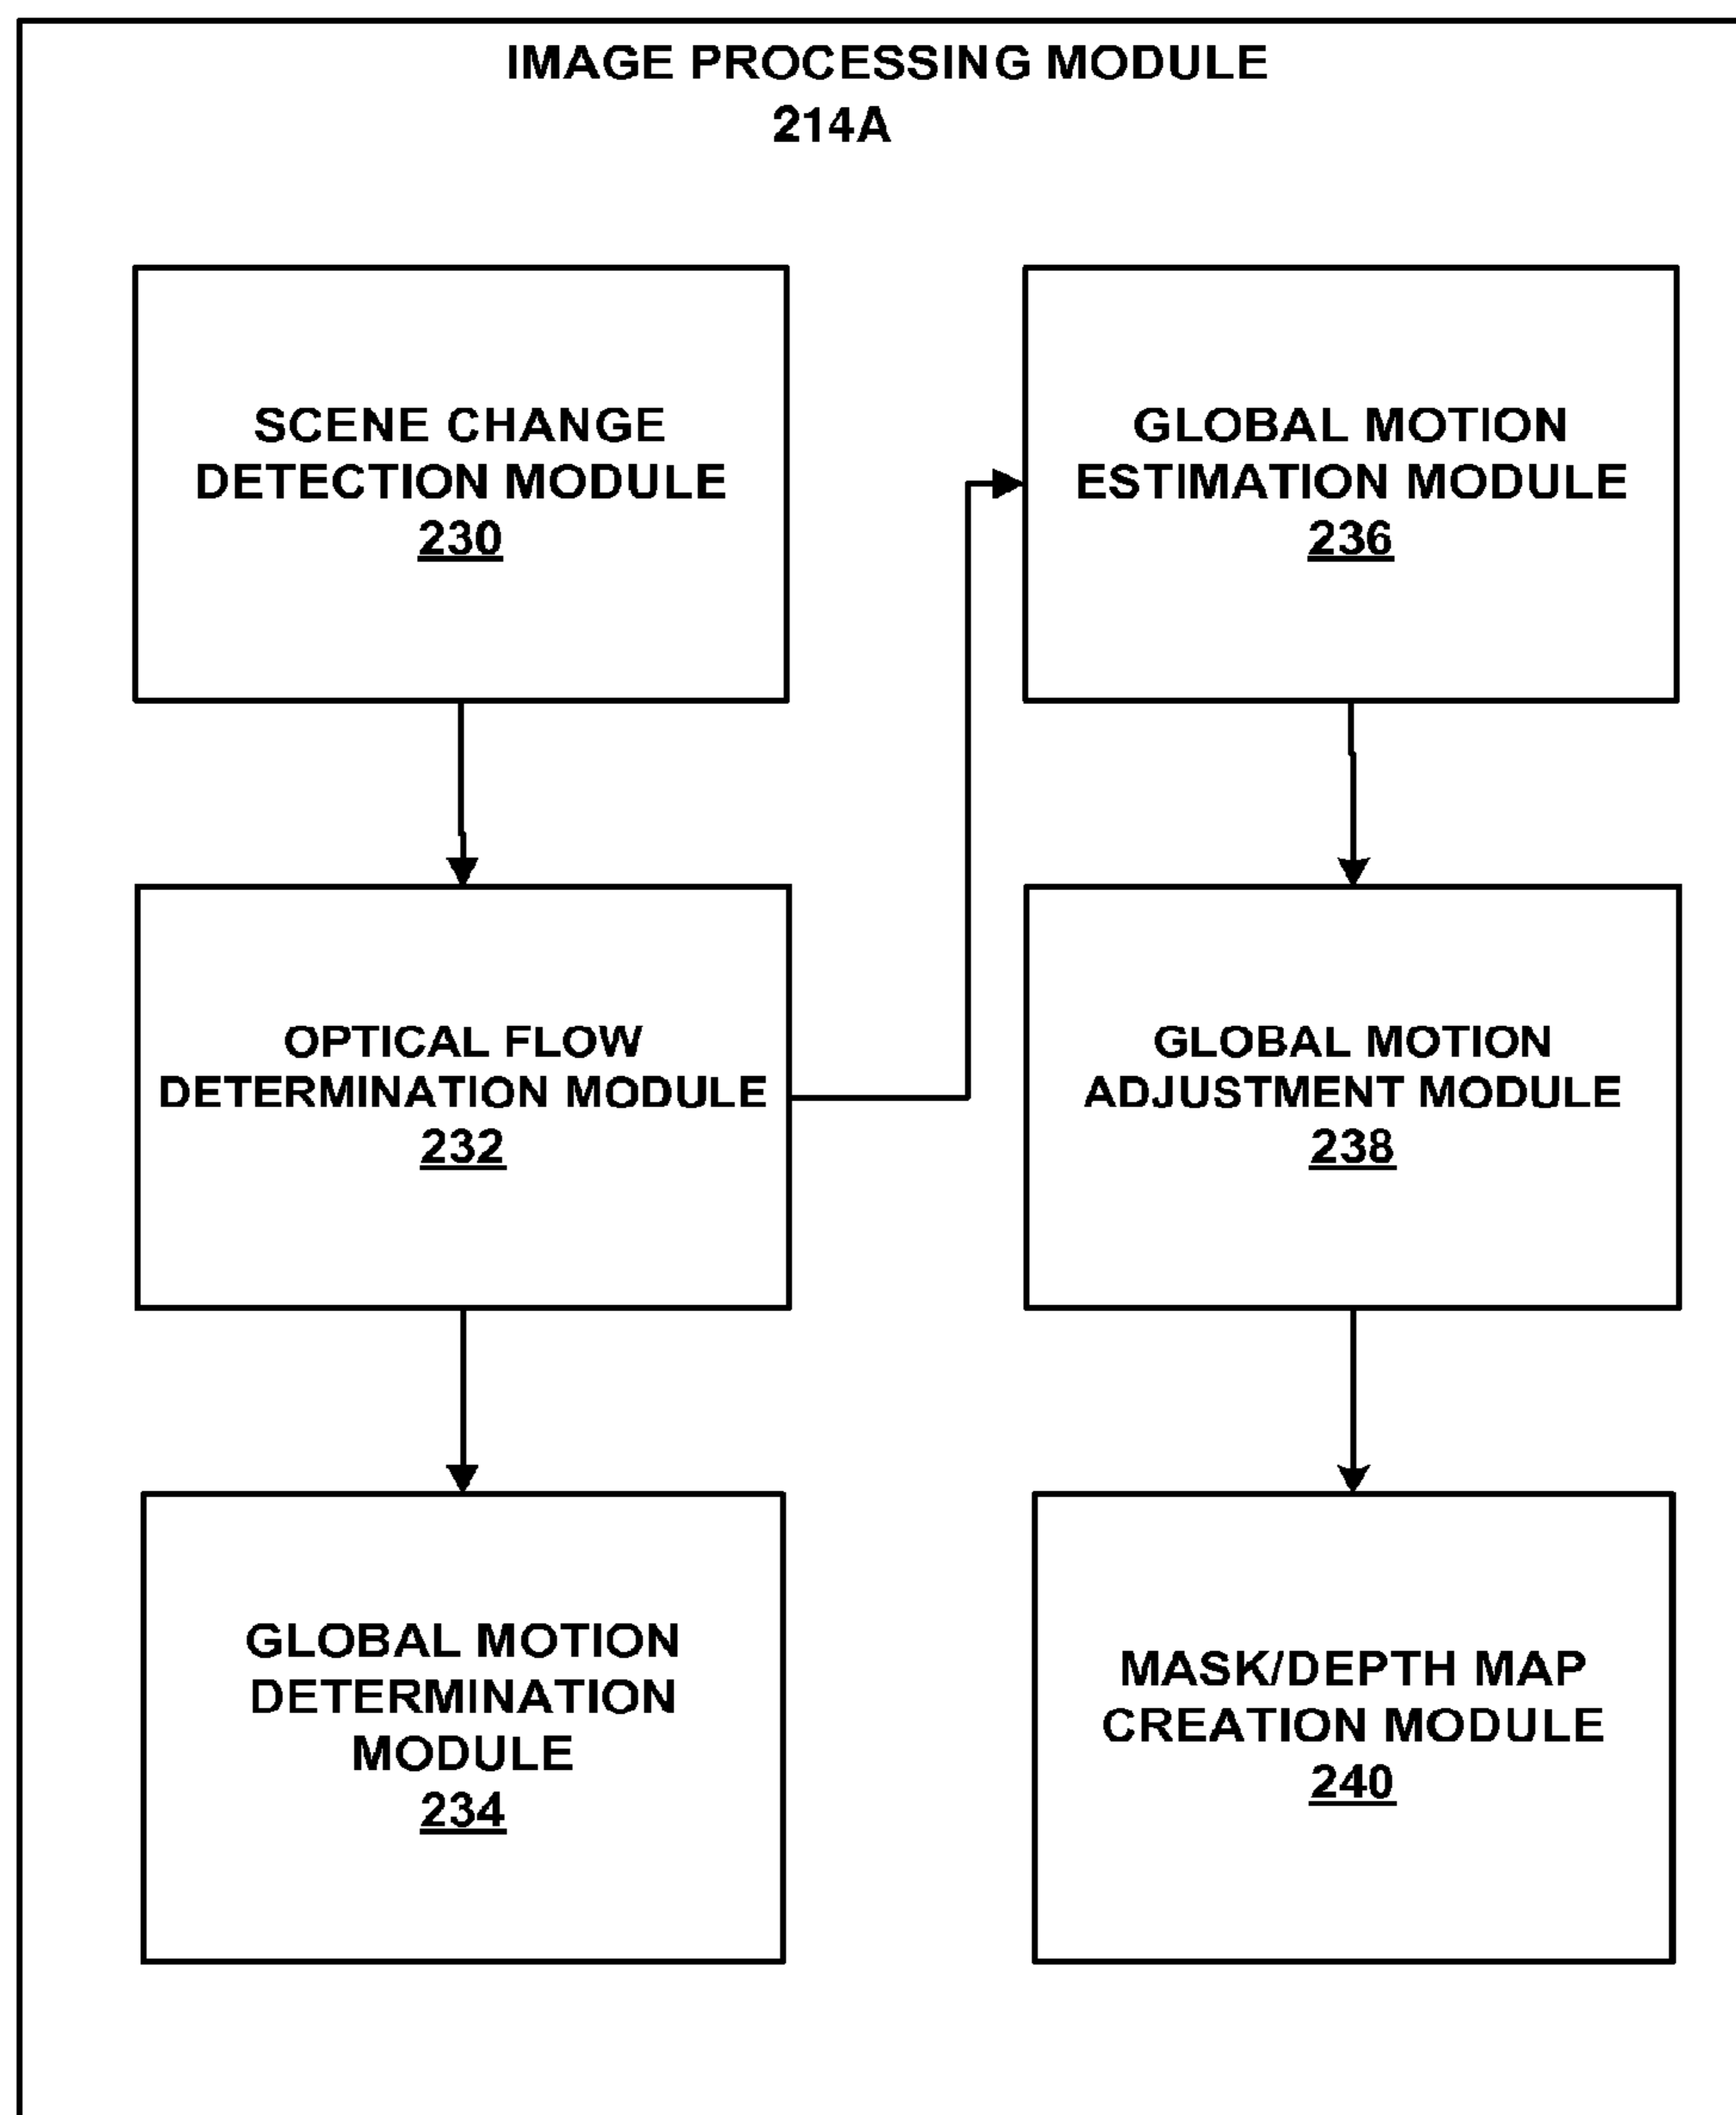 IMAGE PROCESSING MODULE
214A
SCENE CHANGE
DETECTION MODULE
230
OPTICAL FLOW
DETERMINATION MODULE
232
GLOBAL MOTION
DETERMINATION
MODULE
234
GLOBAL MOTION
ESTIMATION MODULE
236
GLOBAL MOTION
ADJUSTMENT MODULE
238
MASK/DEPTH MAP
CREATION MODULE
240